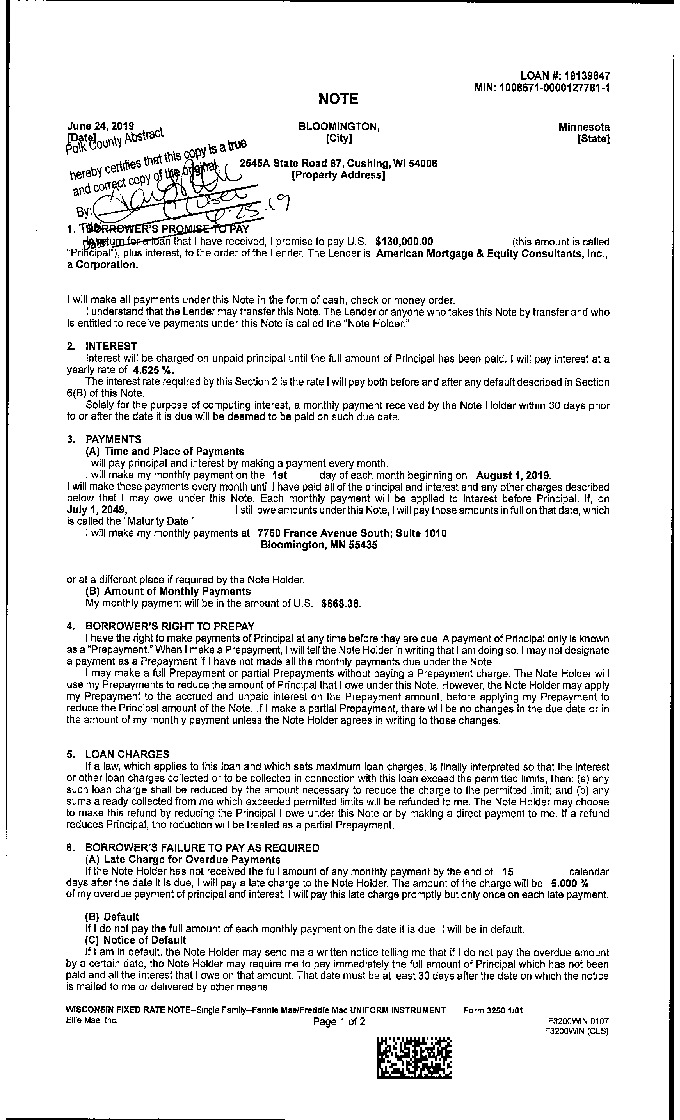 LOAN #: 18139847
MIN: 1008671-0000127781-1
NOTE
June 24, 2019 BLOOMINGTON, Minnesota
[Date] [City] [State]
Polk County Abstract
hereby certifies that this copy is a true
and correct copy of the original
2645A State Road 87, Cushing, WI 54006
[Property Address]
By:
1. BORROWER'S PROMISE TO PAY
In return for a loan that I have received, I promise to pay U.S. $130,000.00 (this amount is called
"Principal"), plus interest, to the order of the Lender. The Lender is American Mortgage & Equity Consultants, Inc.,
a Corporation.
I will make all payments under this Note in the form of cash, check or money order.
I understand that the Lender may transfer this Note. The Lender or anyone who takes this Note by transfer and who
is entitled to receive payments under this Note is called the "Note Holder."
2. INTEREST
Interest will be charged on unpaid principal until the full amount of Principal has been paid. I will pay interest at a
yearly rate of 4.625 %.
The interest rate required by this Section 2 is the rate I will pay both before and after any default described in Section
6(B) of this Note.
Solely for the purpose of computing interest, a monthly payment received by the Note Holder within 30 days prior
to or after the date it is due will be deemed to be paid on such due date.
3. PAYMENTS
(A) Time and Place of Payments
I will pay principal and interest by making a payment every month.
I will make my monthly payment on the 1st day of each month beginning on August 1, 2019.
I will make these payments every month until I have paid all of the principal and interest and any other charges described
below that I may owe under this Note. Each monthly payment will be applied to Interest before Principal. If, on
July 1, 2049, I still owe amounts under this Note, I will pay those amounts in full on that date, which
is called the "Maturity Date."
I will make my monthly payments at 7760 France Avenue South; Suite 1010
Bloomington, MN 55435
or at a different place if required by the Note Holder.
(B) Amount of Monthly Payments
My monthly payment will be in the amount of U.S. $668.38.
4. BORROWER'S RIGHT TO PREPAY
I have the right to make payments of Principal at any time before they are due. A payment of Principal only is known
as a "Prepayment." When I make a Prepayment, I will tell the Note Holder in writing that I am doing so. I may not designate
a payment as a Prepayment if I have not made all the monthly payments due under the Note.
I may make a full Prepayment or partial Prepayments without paying a Prepayment charge. The Note Holder will
use my Prepayments to reduce the amount of Principal that I owe under this Note. However, the Note Holder may apply
my Prepayment to the accrued and unpaid interest on the Prepayment amount, before applying my Prepayment to
reduce the Principal amount of the Note. If I make a partial Prepayment, there will be no changes in the due date or in
the amount of my monthly payment unless the Note Holder agrees in writing to those changes.
5. LOAN CHARGES
If a law, which applies to this loan and which sets maximum loan charges, is finally interpreted so that the interest
or other loan charges collected or to be collected in connection with this loan exceed the permitted limits, then: (a) any
such loan charge shall be reduced by the amount necessary to reduce the charge to the permitted limit; and (b) any
sums already collected from me which exceeded permitted limits will be refunded to me. The Note Holder may choose
to make this refund by reducing the Principal I owe under this Note or by making a direct payment to me. If a refund
reduces Principal, the reduction will be treated as a partial Prepayment.
6. BORROWER'S FAILURE TO PAY AS REQUIRED
(A) Late Charge for Overdue Payments
If the Note Holder has not received the full amount of any monthly payment by the end of 15 calendar
days after the date it is due, I will pay a late charge to the Note Holder. The amount of the charge will be 5.000 %
of my overdue payment of principal and interest. I will pay this late charge promptly but only once on each late payment.
(B) Default
If I do not pay the full amount of each monthly payment on the date it is due, I will be in default.
(C) Notice of Default
If I am in default, the Note Holder may send me a written notice telling me that if I do not pay the overdue amount
by a certain date, the Note Holder may require me to pay immediately the full amount of Principal which has not been
paid and all the interest that I owe on that amount. That date must be at least 30 days after the date on which the notice
is mailed to me or delivered by other means.
WISCONSIN FIXED RATE NOTE--Single Family--Fannie Mae/Freddie Mac UNIFORM INSTRUMENT Form 3250 1/01
Ellie Mae, Inc. Page 1 of 2 F3200WIN 0107
F3200WIN (CLS)